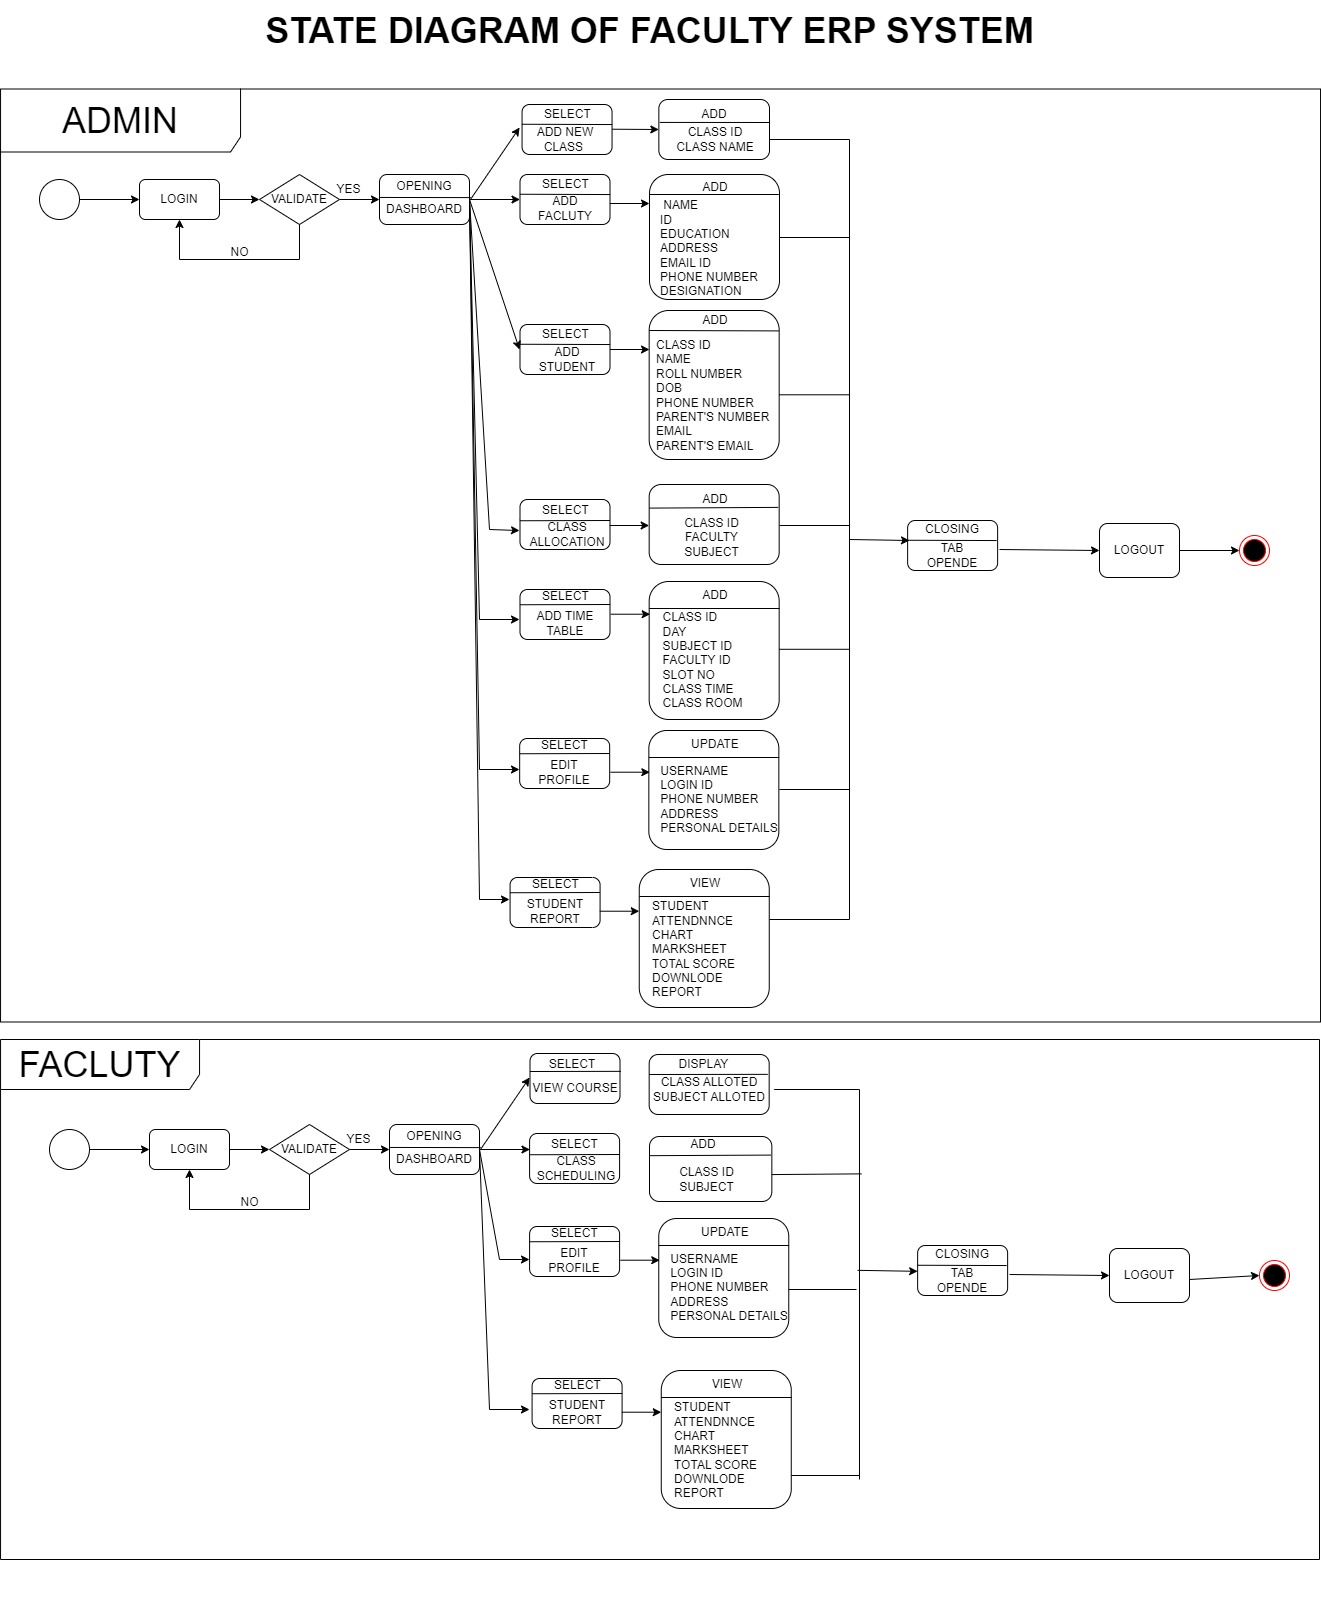 STATE DIAGRAM OF FACULTY ERP SYSTEM
ADMIN
LOGIN
VALIDATE
YES
NO
OPENING
DASHBOARD
SELECT
ADD NEW
CLASS
ADD
CLASS ID
CLASS NAME
SELECT
ADD
FACLUTY
ADD
NAME
ID
EDUCATION
ADDRESS
EMAIL ID
PHONE NUMBER
DESIGNATION
SELECT
ADD
STUDENT
ADD
CLASS ID
NAME
ROLL NUMBER
DOB
PHONE NUMBER
PARENT'S NUMBER
EMAIL
PARENT'S EMAIL
SELECT
CLASS
ALLOCATION
ADD
CLASS ID
FACULTY
SUBJECT
SELECT
ADD TIME
TABLE
ADD
CLASS ID
DAY
SUBJECT ID
FACULTY ID
SLOT NO
CLASS TIME
CLASS ROOM
SELECT
EDIT
PROFILE
UPDATE
USERNAME
LOGIN ID
PHONE NUMBER
ADDRESS
PERSONAL DETAILS
SELECT
STUDENT
REPORT
VIEW
STUDENT
ATTENDNNCE
CHART
MARKSHEET
TOTAL SCORE
DOWNLODE
REPORT
CLOSING
TAB
OPENDE
LOGOUT
FACLUTY
LOGIN
VALIDATE
YES
NO
OPENING
DASHBOARD
SELECT
VIEW COURSE
DISPLAY
CLASS ALLOTED
SUBJECT ALLOTED
SELECT
CLASS
SCHEDULING
ADD
CLASS ID
SUBJECT
SELECT
EDIT
PROFILE
UPDATE
USERNAME
LOGIN ID
PHONE NUMBER
ADDRESS
PERSONAL DETAILS
SELECT
STUDENT
REPORT
VIEW
STUDENT
ATTENDNNCE
CHART
MARKSHEET
TOTAL SCORE
DOWNLODE
REPORT
CLOSING
TAB
OPENDE
LOGOUT